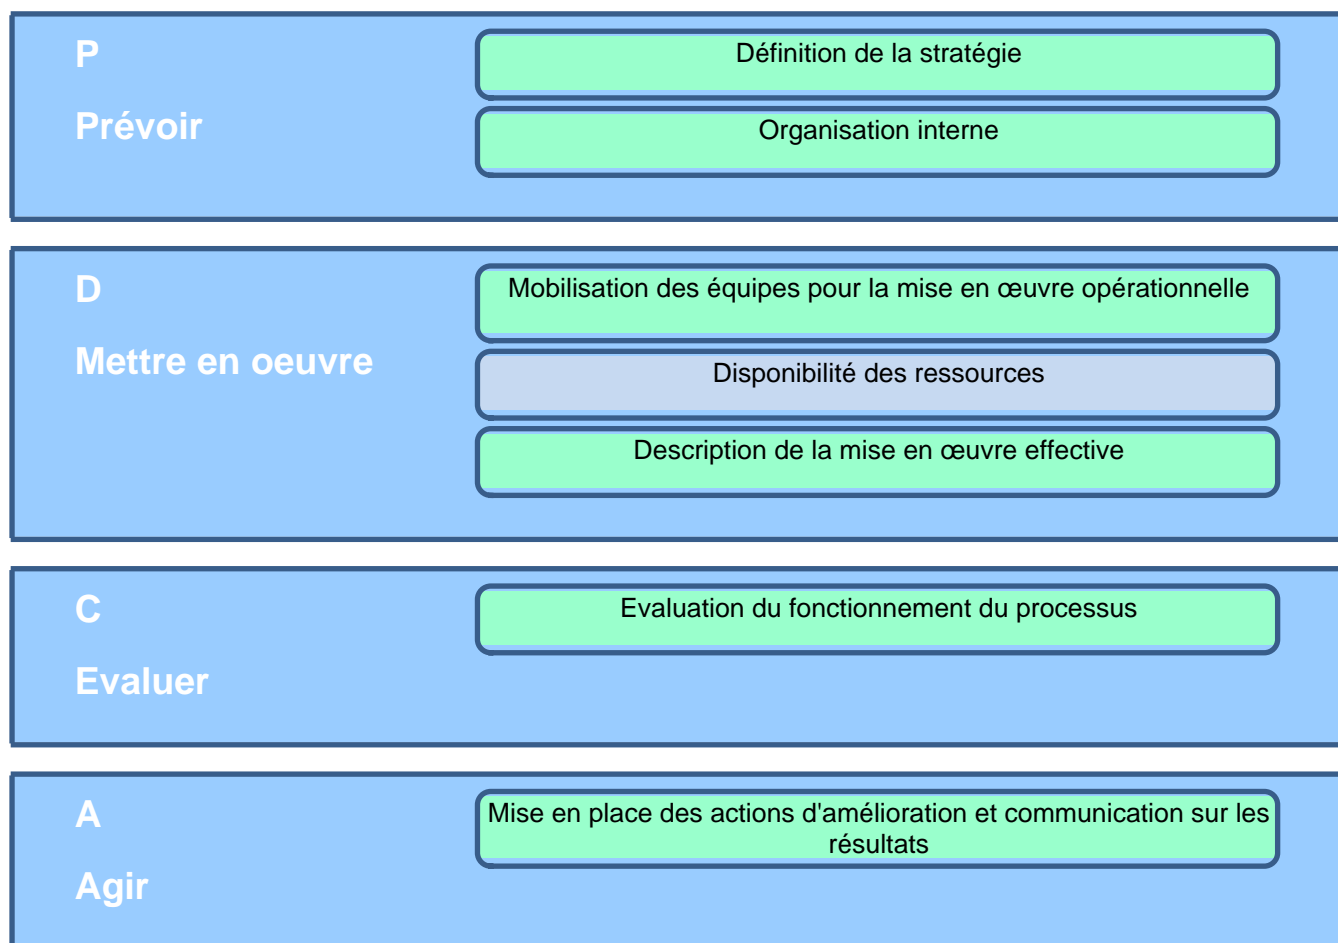 P
Prévoir
Définition de la stratégie
Organisation interne
D
Mettre en oeuvre
Mobilisation des équipes pour la mise en œuvre opérationnelle
Disponibilité des ressources
Description de la mise en œuvre effective
C
Evaluer
Evaluation du fonctionnement du processus
A
Agir
Mise en place des actions d'amélioration et communication sur les
résultats